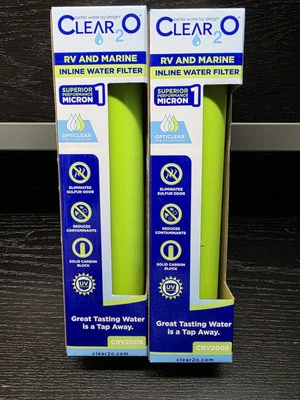 better water by design®
CLEAR2O®
RV AND MARINE
INLINE WATER FILTER
SUPERIOR
PERFORMANCE
MICRON 1
OPTICLEAR
ELIMINATES
SULFUR ODOR
REDUCES
CONTAMINANTS
SOLID CARBON
BLOCK
UV
Great Tasting Water
is a Tap Away.
CRV2006
clear2o.com
better water by design®
CLEAR2O®
RV AND MARINE
INLINE WATER FILTER
SUPERIOR
PERFORMANCE
MICRON 1
OPTICLEAR
ELIMINATES
SULFUR ODOR
REDUCES
CONTAMINANTS
SOLID CARBON
BLOCK
UV
Great Tasting Water
is a Tap Away.
CRV2006
clear2o.com